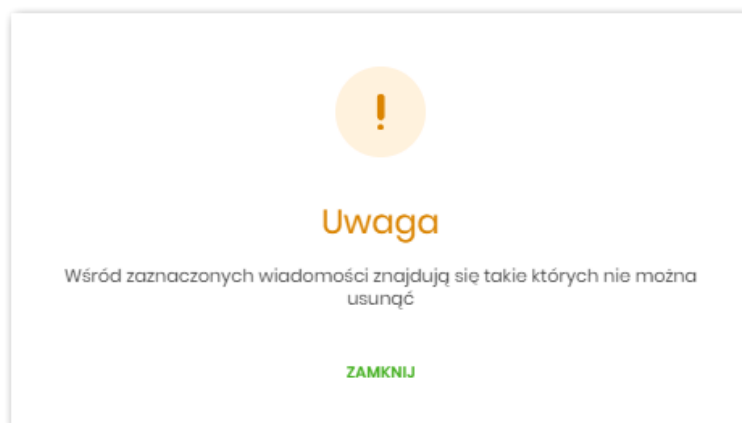 Uwaga
Wśród zaznaczonych wiadomości znajdują się takie których nie można
usunąć
ZAMKNIJ